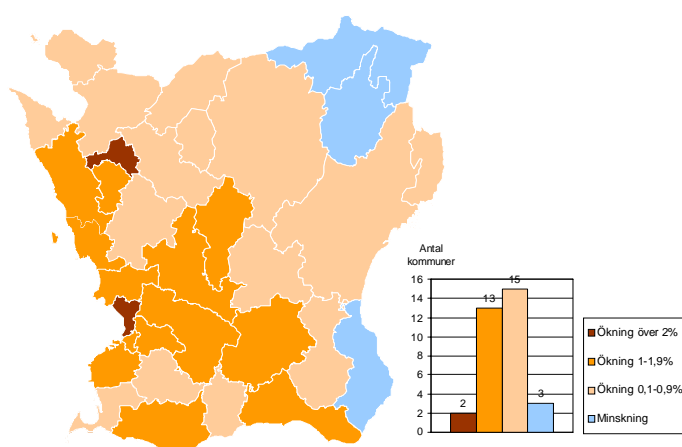 Antal
kommuner
16
14
12
10
8
6
4
2
0
2
13
15
3
Ökning över 2%
Ökning 1-1,9%
Ökning 0,1-0,9%
Minskning